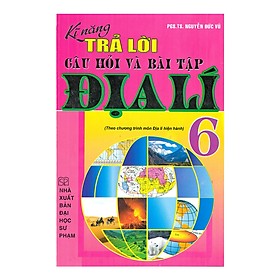 PGS.TS. NGUYỄN ĐỨC VŨ
Kĩ năng
TRẢ LỜI
CÂU HỎI VÀ BÀI TẬP
ĐỊA LÍ
6
(Theo chương trình môn Địa lí hiện hành)
NHÀ
XUẤT
BẢN
ĐẠI
HỌC
SƯ
PHẠM